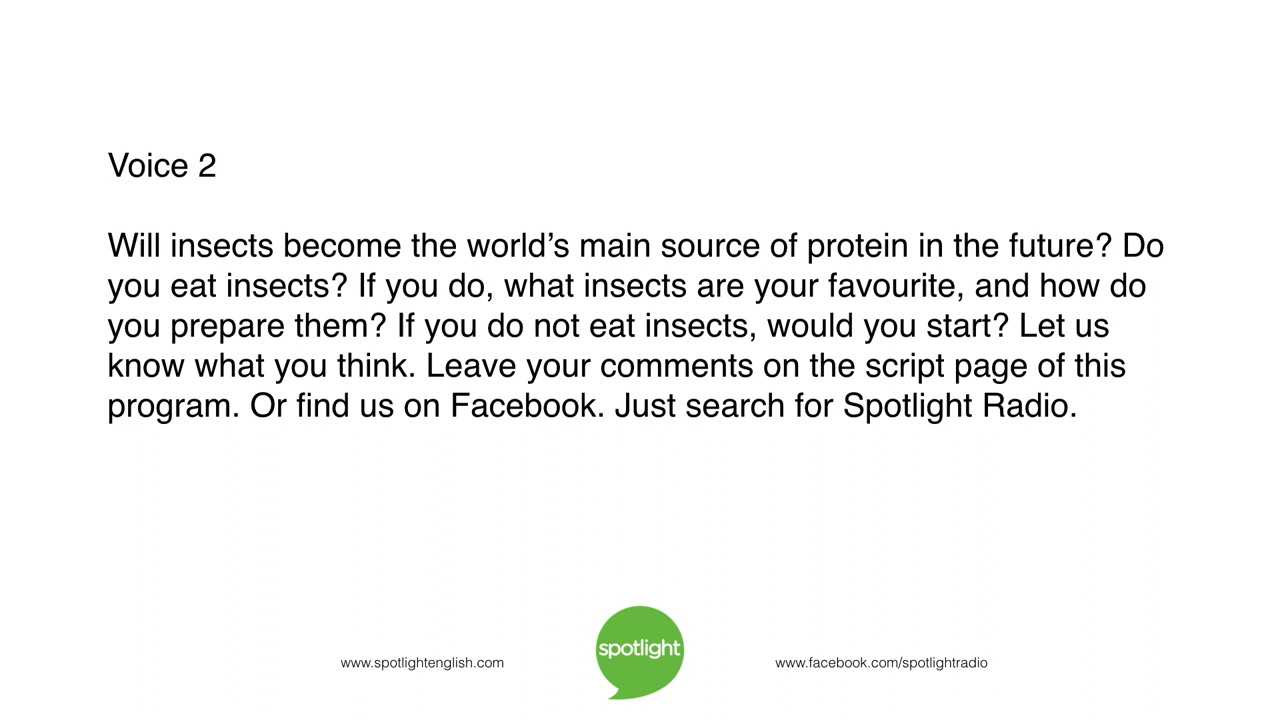 Voice 2
Will insects become the world’s main source of protein in the future? Do
you eat insects? If you do, what insects are your favourite, and how do
you prepare them? If you do not eat insects, would you start? Let us
know what you think. Leave your comments on the script page of this
program. Or find us on Facebook. Just search for Spotlight Radio.
www.spotlightenglish.com
spotlight
www.facebook.com/spotlightradio